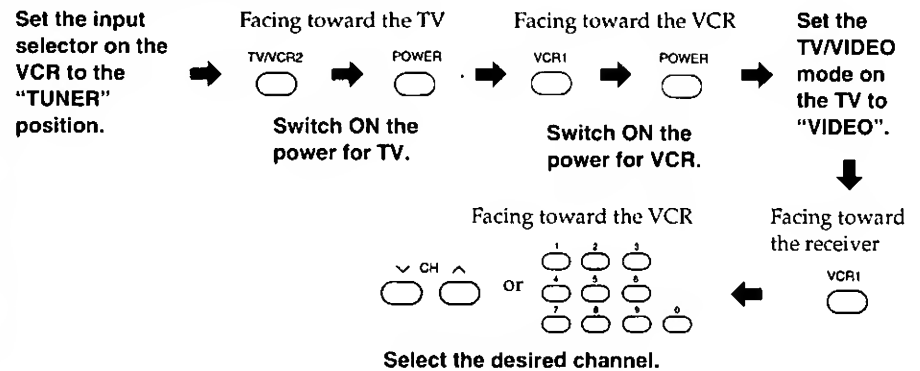 Set the input
selector on the
VCR to the
“TUNER”
position.
Facing toward the TV
TV/VCR2
POWER
Switch ON the
power for TV.
Facing toward the VCR
VCR1
POWER
Switch ON the
power for VCR.
Set the
TV/VIDEO
mode on
the TV to
“VIDEO”.
Facing toward
the receiver
VCR1
Facing toward the VCR
CH
or
1 2 3
4 5 6
7 8 9 0
Select the desired channel.